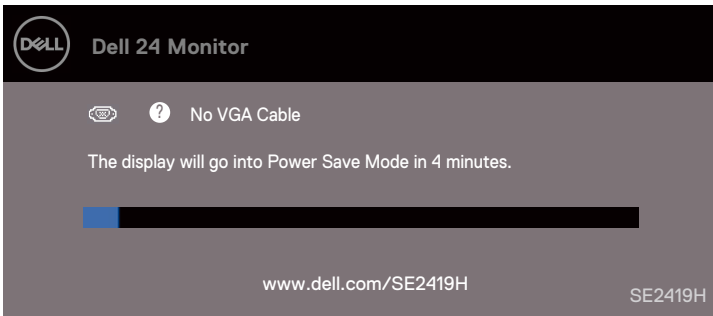 DELL
Dell 24 Monitor
? No VGA Cable
The display will go into Power Save Mode in 4 minutes.
www.dell.com/SE2419H
SE2419H